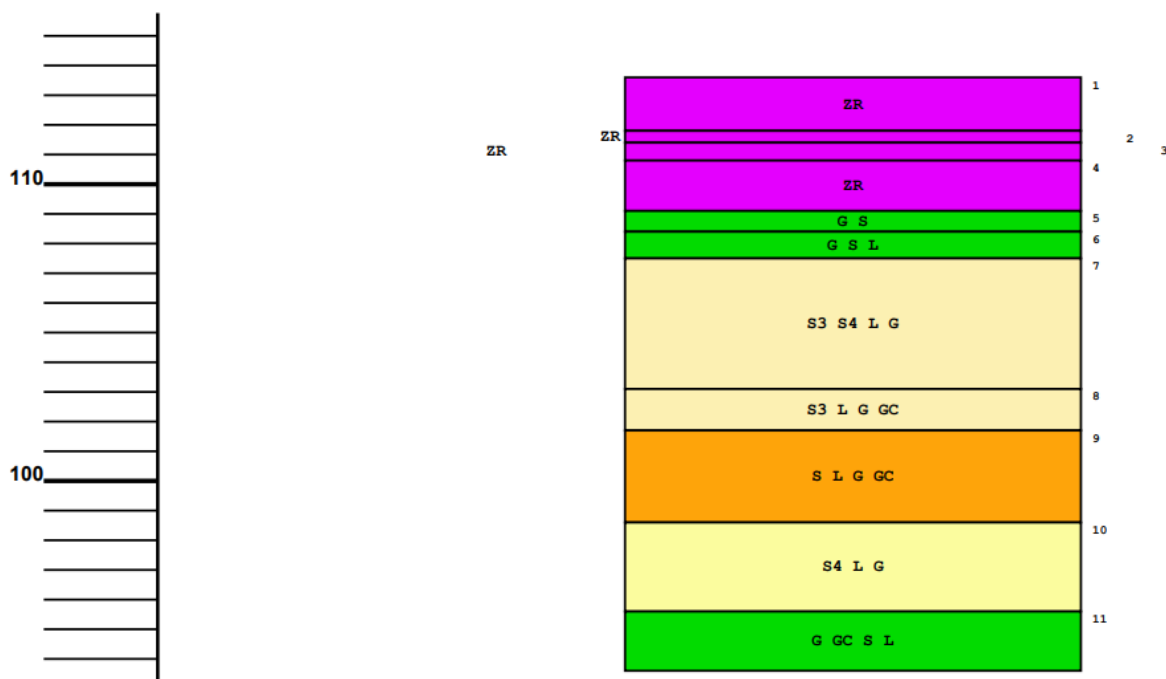 1
ZR
ZR 2
ZR 3
4
110 ZR
G S 5
G S L 6
7
S3 S4 L G
8
S3 L G GC
9
100 S L G GC
10
S4 L G
11
G GC S L